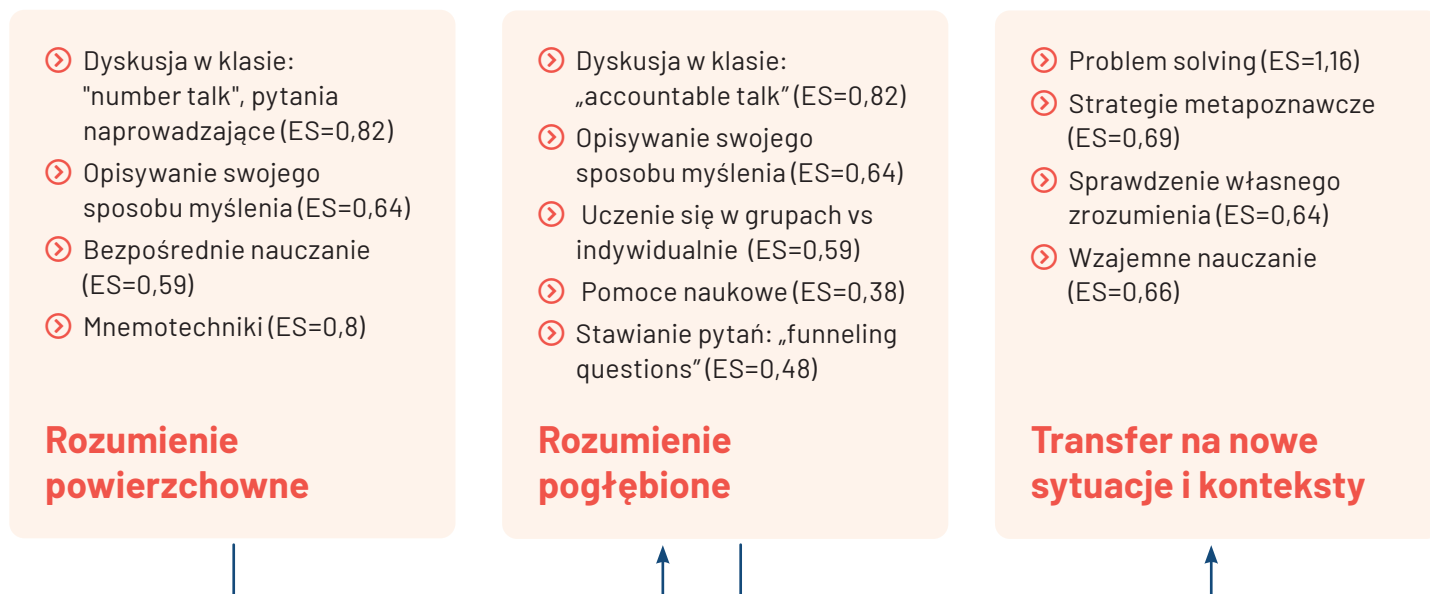 Dyskusja w klasie:
"number talk", pytania
naprowadzające (ES=0,82)
Opisywanie swojego
sposobu myślenia (ES=0,64)
Bezpośrednie nauczanie
(ES=0,59)
Mnemotechniki (ES=0,8)
Rozumienie
powierzchowne
Dyskusja w klasie:
„accountable talk” (ES=0,82)
Opisywanie swojego
sposobu myślenia (ES=0,64)
Uczenie się w grupach vs
indywidualnie (ES=0,59)
Pomoce naukowe (ES=0,38)
Stawianie pytań: „funneling
questions” (ES=0,48)
Rozumienie
pogłębione
Problem solving (ES=1,16)
Strategie metapoznawcze
(ES=0,69)
Sprawdzenie własnego
zrozumienia (ES=0,64)
Wzajemne nauczanie
(ES=0,66)
Transfer na nowe
sytuacje i konteksty